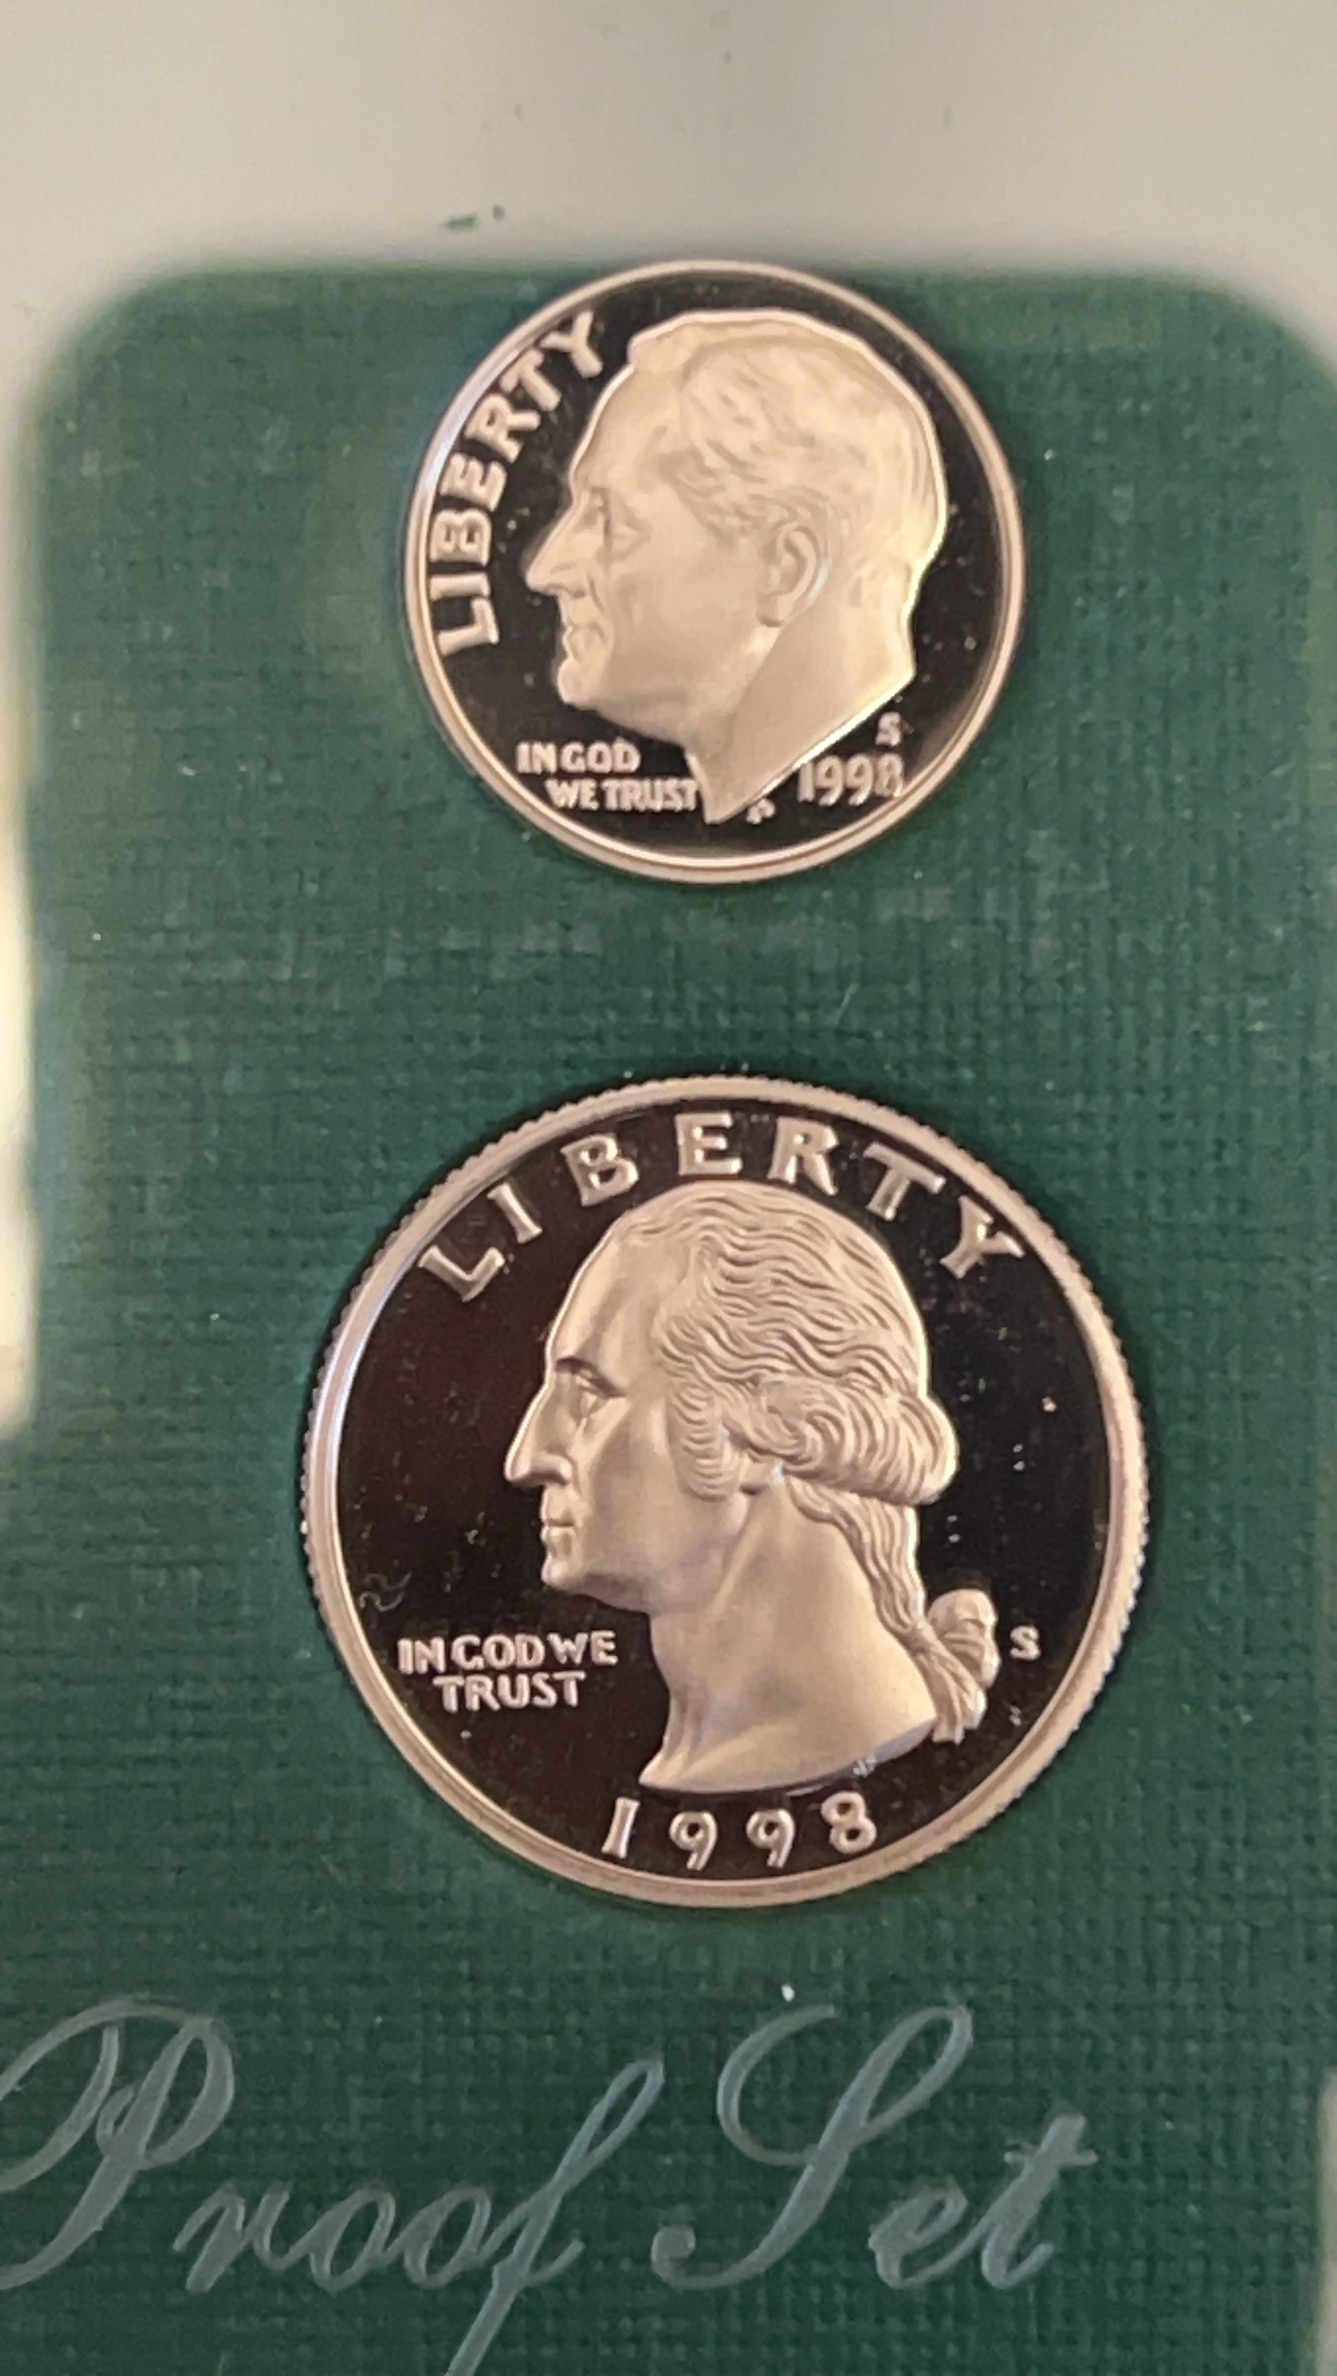 LIBERTY
IN GOD
WE TRUST
S
1998
LIBERTY
IN GOD WE
TRUST
S
1998
Proof Set